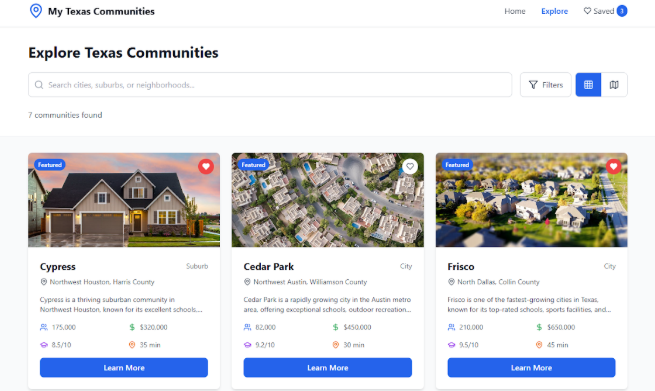 My Texas Communities
Home Explore Saved 3
Explore Texas Communities
Search cities, suburbs, or neighborhoods...
Filters
7 communities found
Featured
Cypress Suburb
Northwest Houston, Harris County
Cypress is a thriving suburban community in
Northwest Houston, known for its excellent schools,...
175,000 $320,000
8.5/10 35 min
Learn More
Featured
Cedar Park City
Northwest Austin, Williamson County
Cedar Park is a rapidly growing city in the Austin metro
area, offering exceptional schools, outdoor recreation...
82,000 $450,000
9.2/10 30 min
Learn More
Featured
Frisco City
North Dallas, Collin County
Frisco is one of the fastest-growing cities in Texas,
known for its top-rated schools, sports facilities, and...
210,000 $650,000
9.5/10 45 min
Learn More